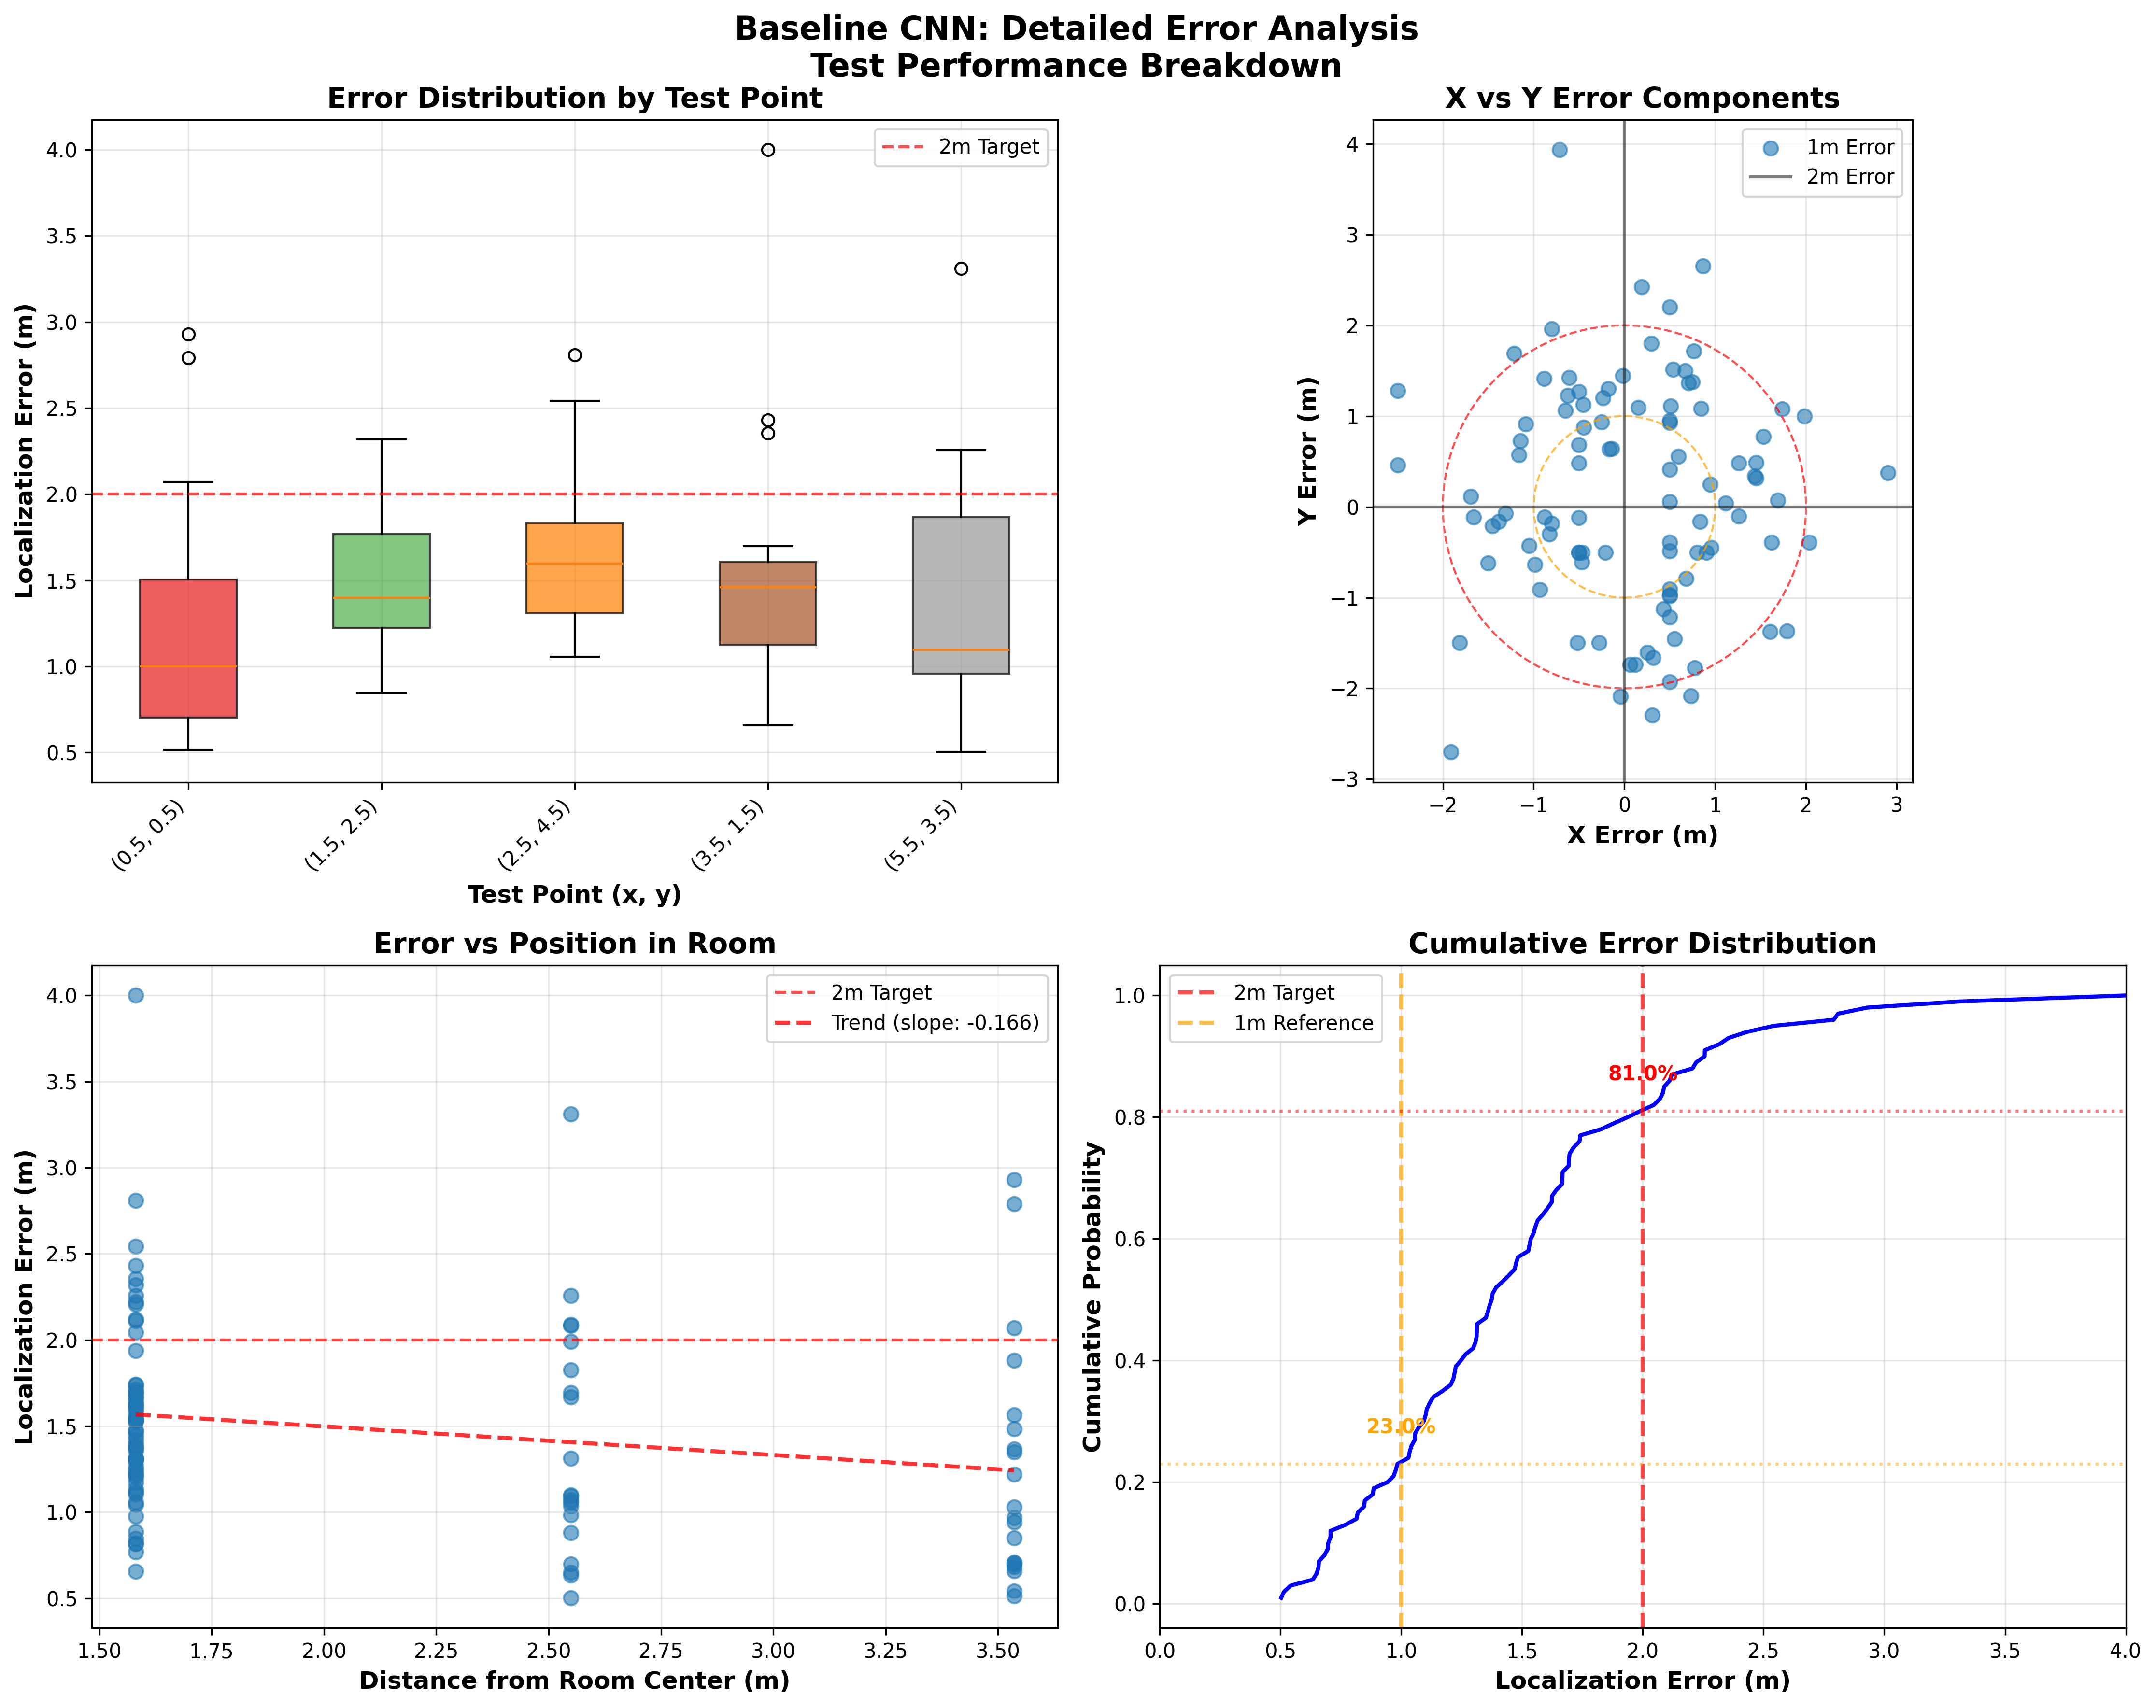 Baseline CNN: Detailed Error Analysis
Test Performance Breakdown
Error Distribution by Test Point
2m Target
4.0
3.5
3.0
2.5
2.0
1.5
1.0
0.5
Localization Error (m)
(0.5, 0.5)
(1.5, 2.5)
(2.5, 4.5)
(3.5, 1.5)
(5.5, 3.5)
Test Point (x, y)
X vs Y Error Components
1m Error
2m Error
4
3
2
1
0
−1
−2
−3
Y Error (m)
−2
−1
0
1
2
3
X Error (m)
Error vs Position in Room
2m Target
Trend (slope: -0.166)
4.0
3.5
3.0
2.5
2.0
1.5
1.0
0.5
Localization Error (m)
1.50
1.75
2.00
2.25
2.50
2.75
3.00
3.25
3.50
Distance from Room Center (m)
Cumulative Error Distribution
2m Target
1m Reference
81.0%
23.0%
1.0
0.8
0.6
0.4
0.2
0.0
Cumulative Probability
0.0
0.5
1.0
1.5
2.0
2.5
3.0
3.5
4.0
Localization Error (m)